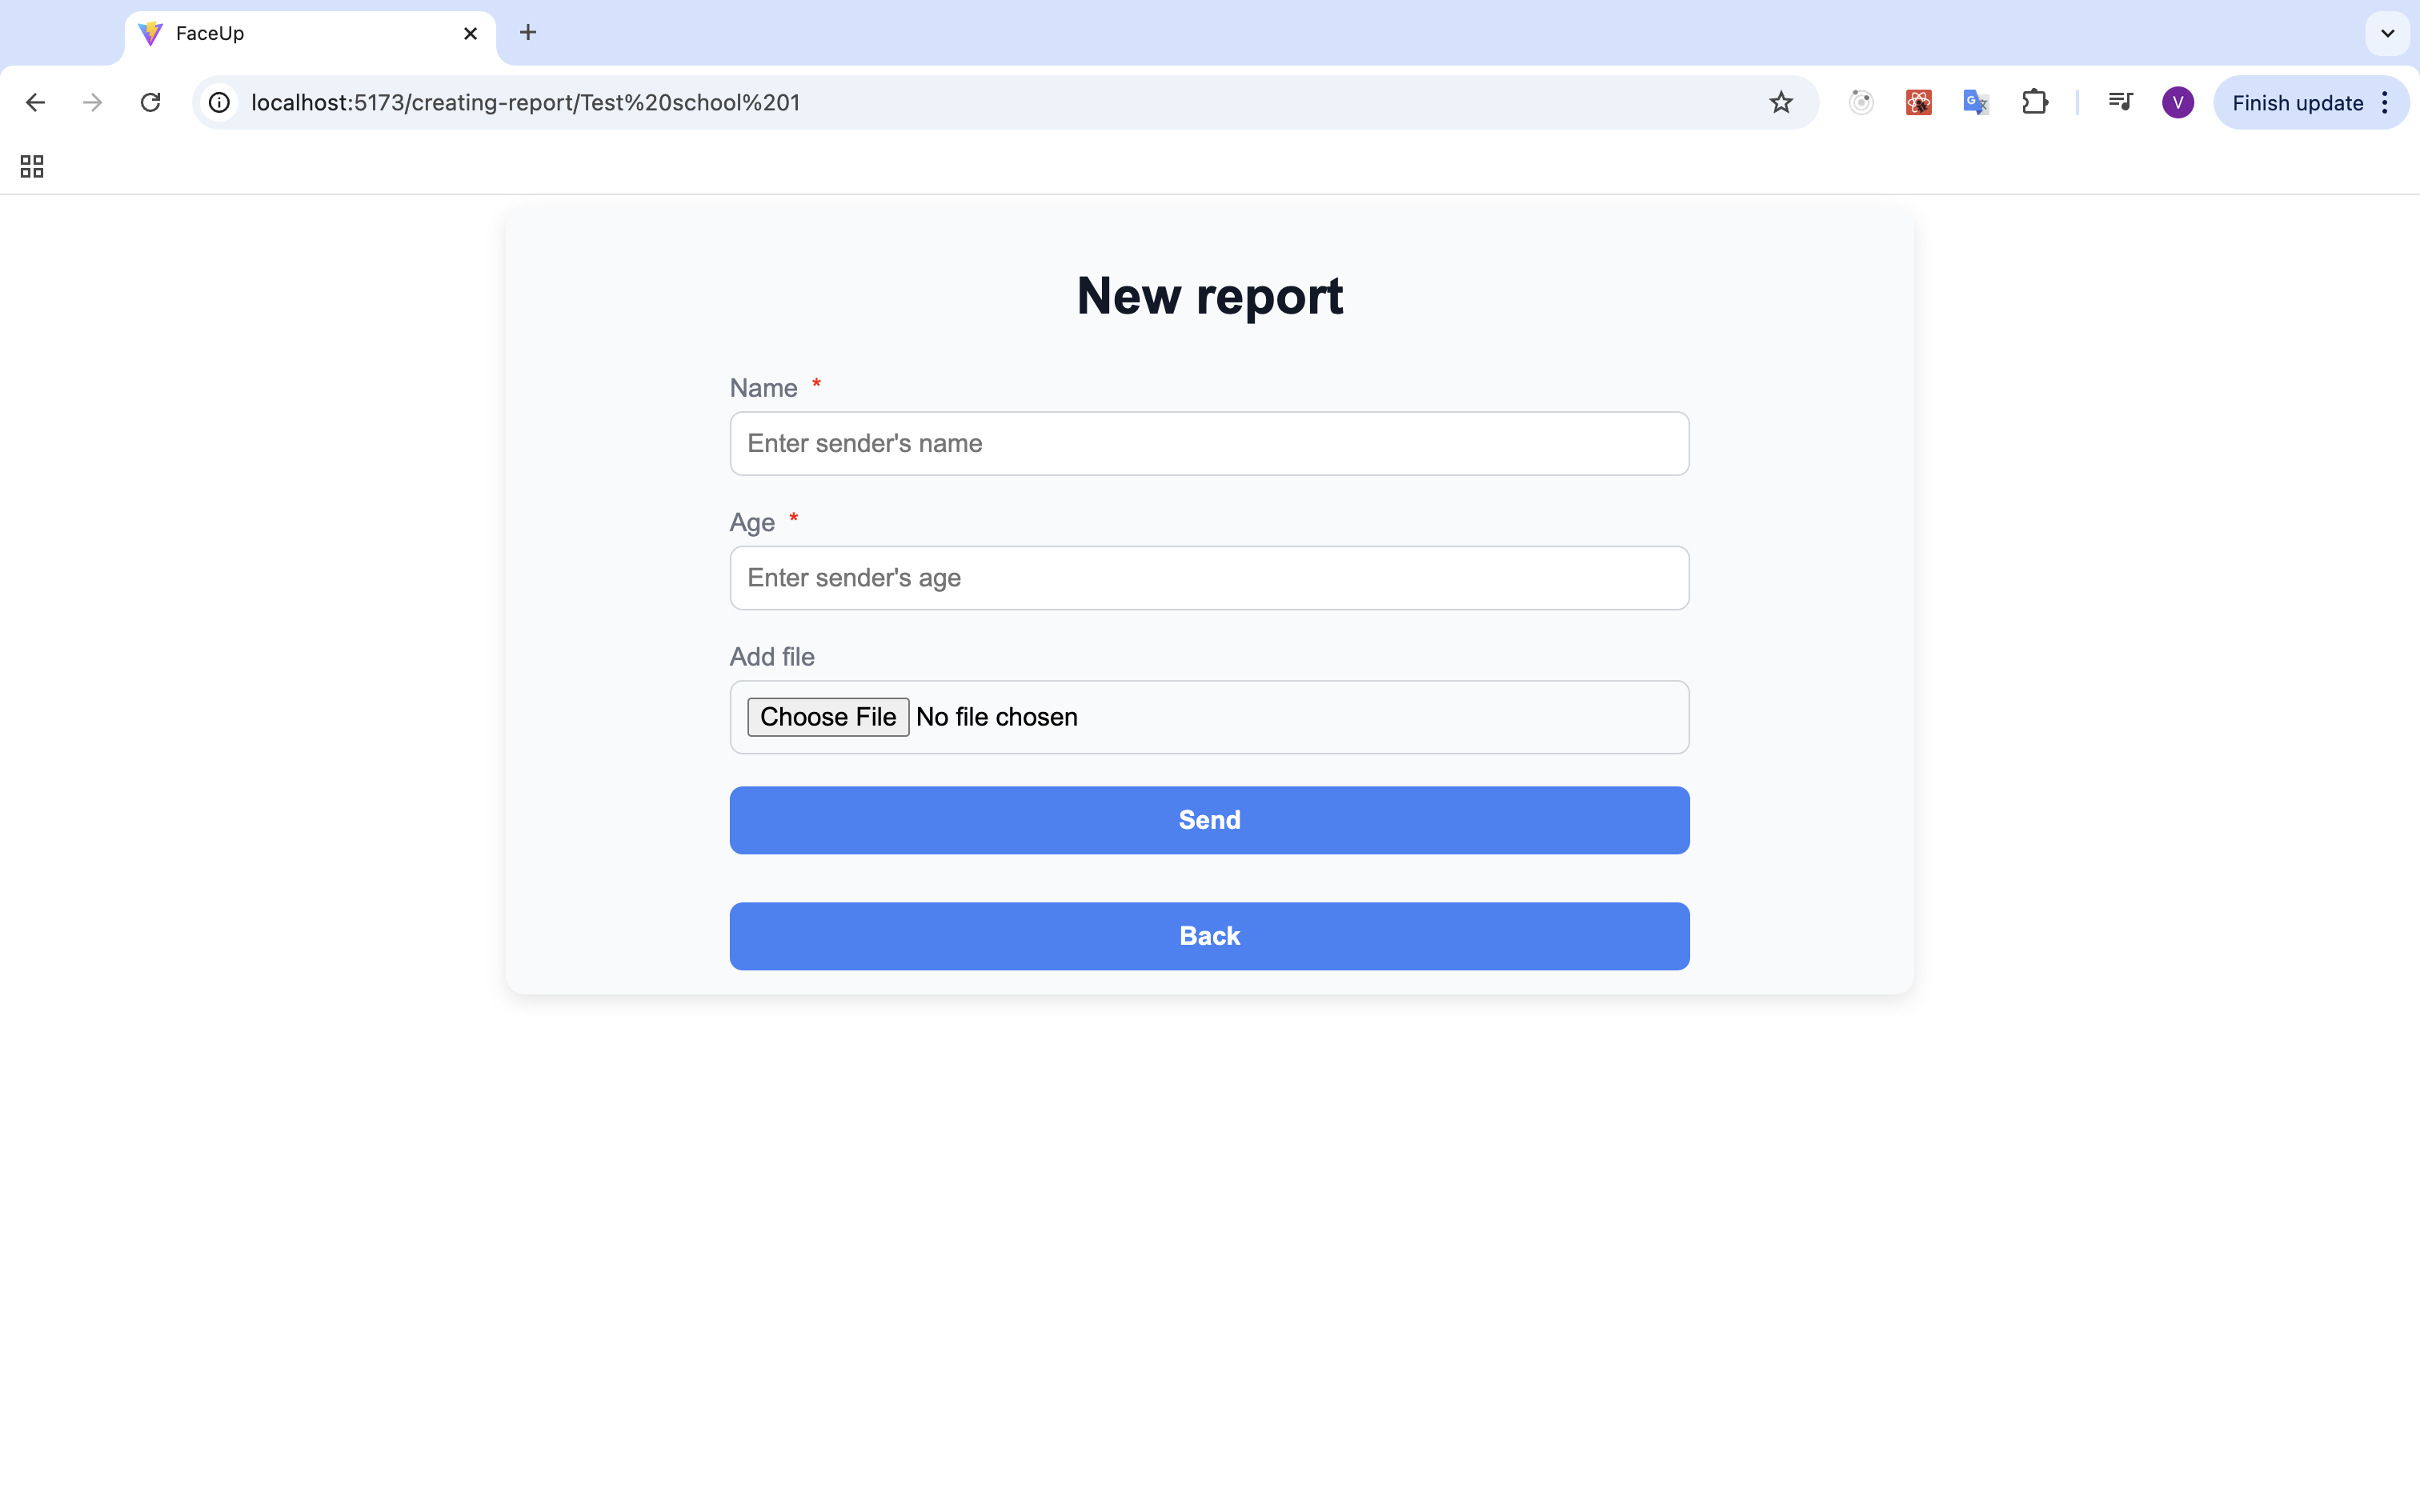 FaceUp
localhost:5173/creating-report/Test%20school%201
V
Finish update
New report
Name *
Enter sender's name
Age *
Enter sender's age
Add file
Choose File No file chosen
Send
Back